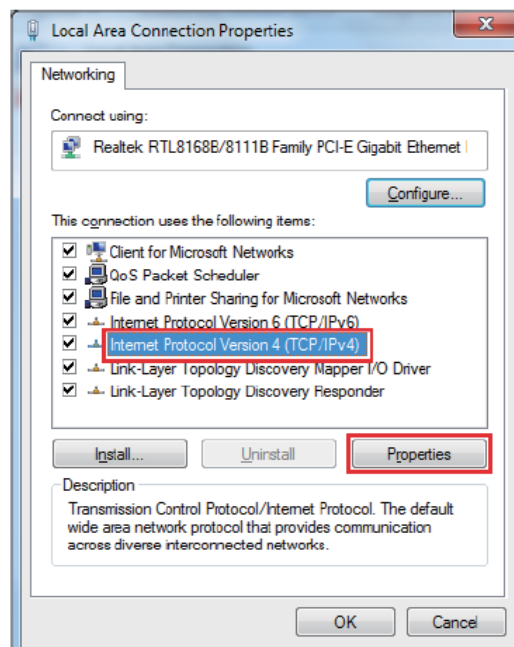 Local Area Connection Properties
Networking
Connect using:
Realtek RTL8168B/8111B Family PCI-E Gigabit Ethernet
Configure...
This connection uses the following items:
Client for Microsoft Networks
QoS Packet Scheduler
File and Printer Sharing for Microsoft Networks
Internet Protocol Version 6 (TCP/IPv6)
Internet Protocol Version 4 (TCP/IPv4)
Link-Layer Topology Discovery Mapper I/O Driver
Link-Layer Topology Discovery Responder
Install... Uninstall Properties
Description
Transmission Control Protocol/Internet Protocol. The default
wide area network protocol that provides communication
across diverse interconnected networks.
OK Cancel